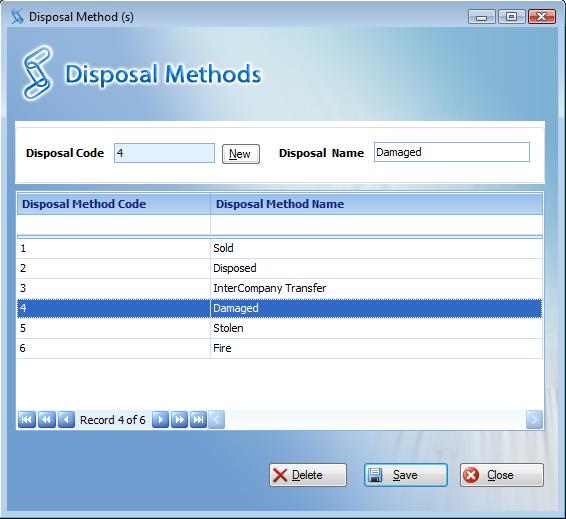 Disposal Method (s)
Disposal Methods
Disposal Code 4 New Disposal Name Damaged
Disposal Method Code Disposal Method Name
1 Sold
2 Disposed
3 InterCompany Transfer
4 Damaged
5 Stolen
6 Fire
Record 4 of 6
Delete Save Close